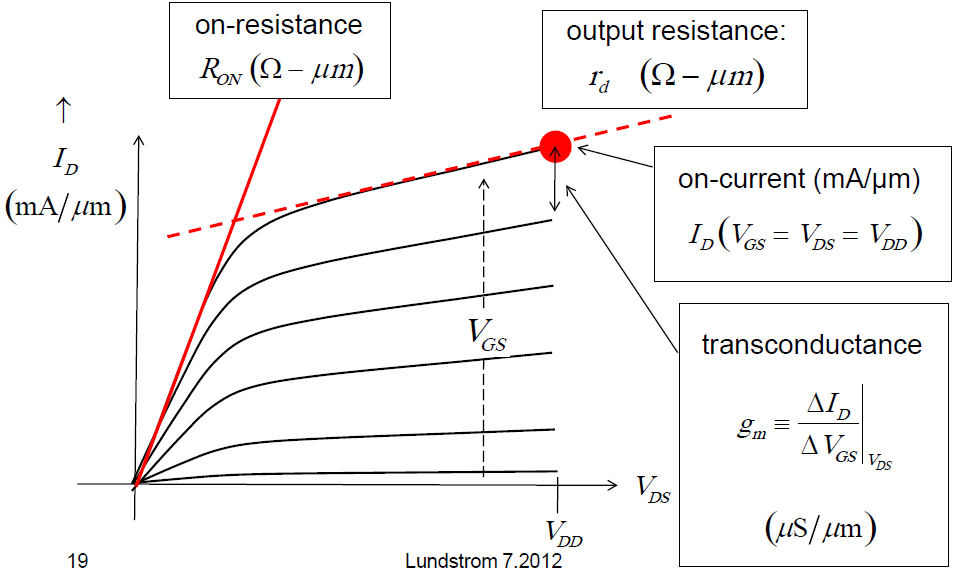 on-resistance
R_ON (Ω – μm)
output resistance:
r_d (Ω – μm)
↑
I_D
(mA/μm)
on-current (mA/μm)
I_D(V_GS = V_DS = V_DD)
V_GS
transconductance
g_m ≡ ΔI_D / ΔV_GS |_V_DS
(μS/μm)
V_DS
V_DD
19
Lundstrom 7.2012